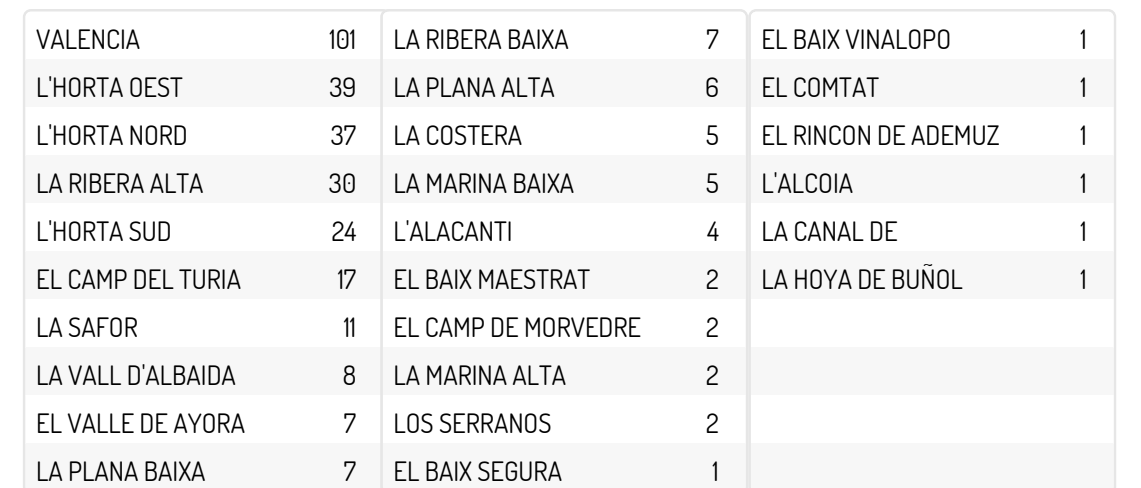 VALENCIA 101
L'HORTA OEST 39
L'HORTA NORD 37
LA RIBERA ALTA 30
L'HORTA SUD 24
EL CAMP DEL TURIA 17
LA SAFOR 11
LA VALL D'ALBAIDA 8
EL VALLE DE AYORA 7
LA PLANA BAIXA 7
LA RIBERA BAIXA 7
LA PLANA ALTA 6
LA COSTERA 5
LA MARINA BAIXA 5
L'ALACANTI 4
EL BAIX MAESTRAT 2
EL CAMP DE MORVEDRE 2
LA MARINA ALTA 2
LOS SERRANOS 2
EL BAIX SEGURA 1
EL BAIX VINALOPO 1
EL COMTAT 1
EL RINCON DE ADEMUZ 1
L'ALCOIA 1
LA CANAL DE 1
LA HOYA DE BUÑOL 1